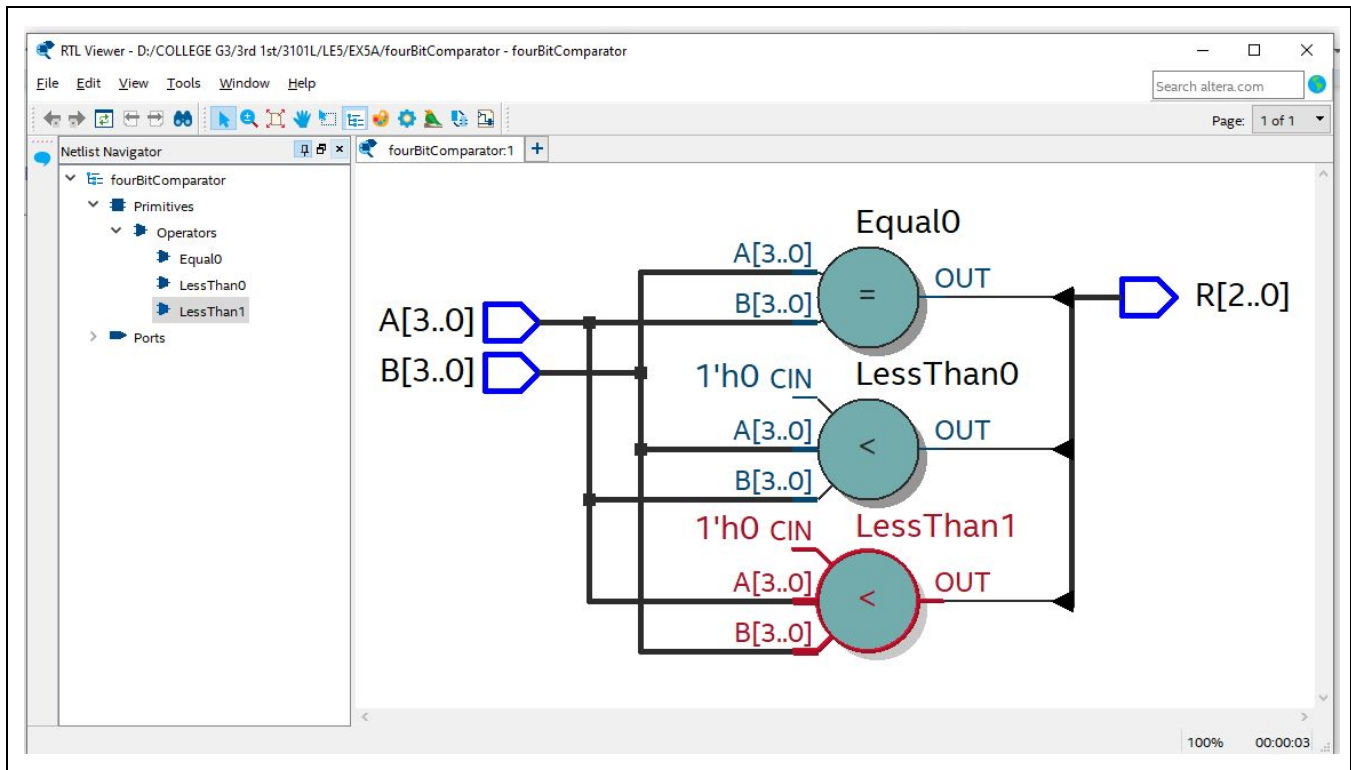 RTL Viewer - D:/COLLEGE G3/3rd 1st/3101L/LE5/EX5A/fourBitComparator - fourBitComparator
File Edit View Tools Window Help
Search altera.com
Page: 1 of 1
Netlist Navigator
fourBitComparator:1
fourBitComparator
Primitives
Operators
Equal0
LessThan0
LessThan1
Ports
A[3..0]
B[3..0]
Equal0
A[3..0]
B[3..0]
=
OUT
R[2..0]
LessThan0
1'h0 CIN
A[3..0]
B[3..0]
<
OUT
LessThan1
1'h0 CIN
A[3..0]
B[3..0]
<
OUT
100% 00:00:03